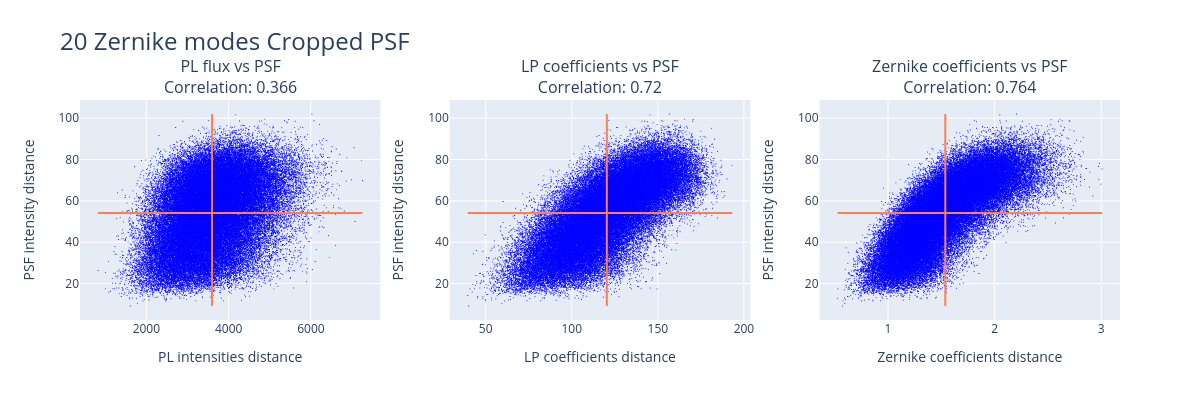 20 Zernike modes Cropped PSF
PL flux vs PSF
Correlation: 0.366
100
80
60
40
20
PSF intensity distance
2000
4000
6000
PL intensities distance
LP coefficients vs PSF
Correlation: 0.72
100
80
60
40
20
PSF intensity distance
50
100
150
200
LP coefficients distance
Zernike coefficients vs PSF
Correlation: 0.764
100
80
60
40
20
PSF intensity distance
1
2
3
Zernike coefficients distance